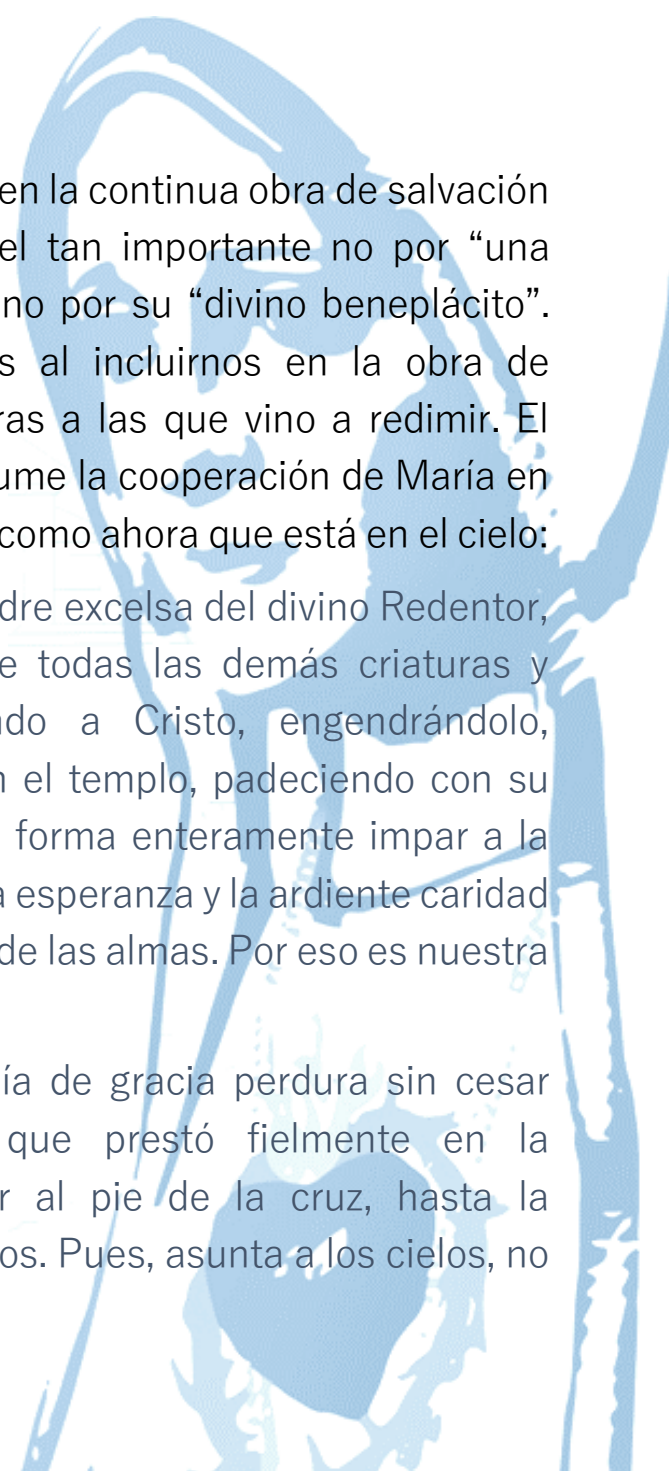 en la continua obra de salvación
el tan importante no por “una
no por su “divino beneplácito”.
s al incluirnos en la obra de
ras a las que vino a redimir. El
ume la cooperación de María en
como ahora que está en el cielo:
dre excelsa del divino Redentor,
e todas las demás criaturas y
ndo a Cristo, engendrándolo,
n el templo, padeciendo con su
forma enteramente impar a la
a esperanza y la ardiente caridad
de las almas. Por eso es nuestra
ía de gracia perdura sin cesar
que prestó fielmente en la
r al pie de la cruz, hasta la
os. Pues, asunta a los cielos, no